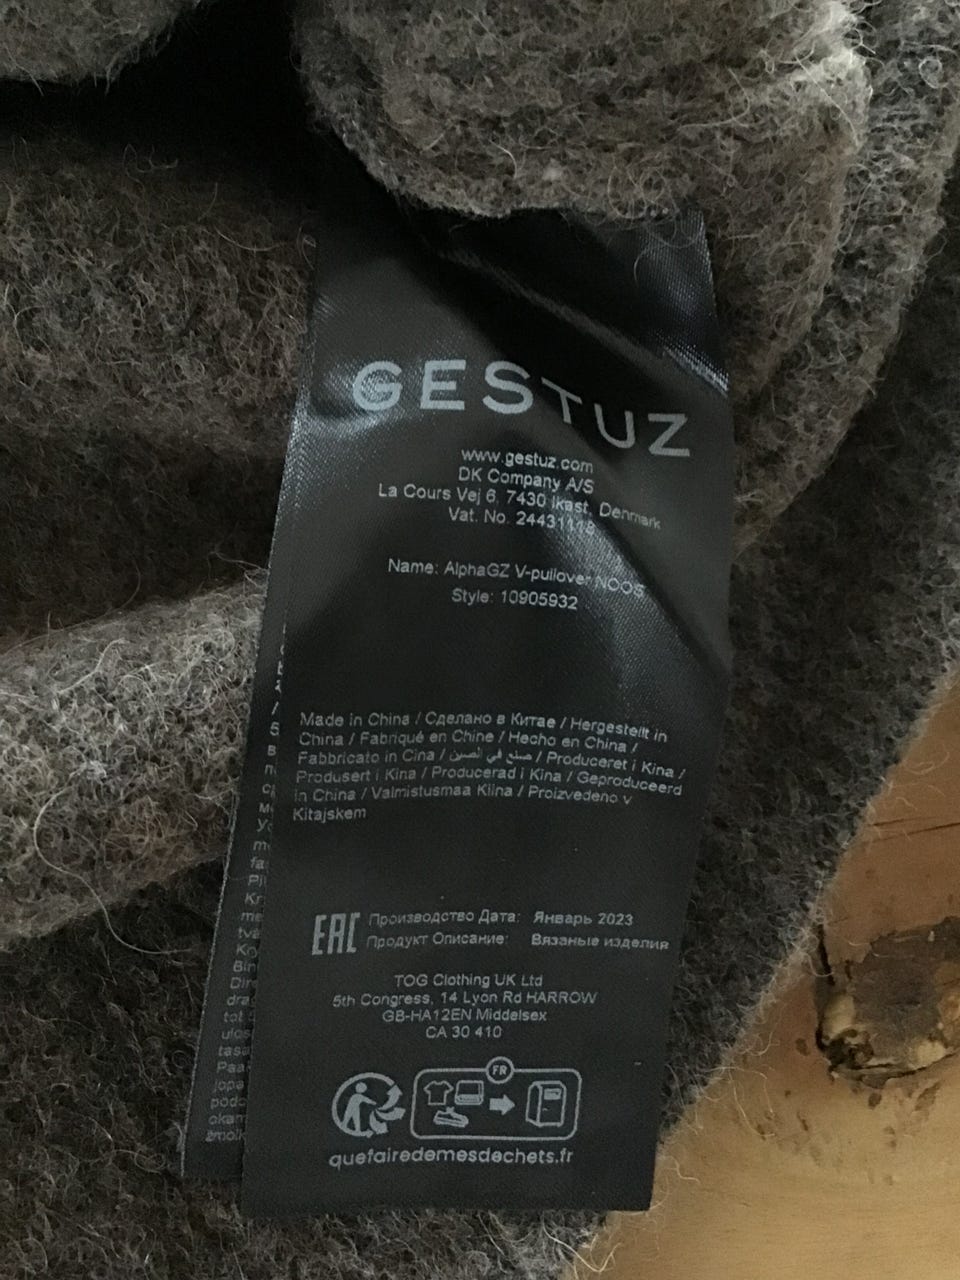 GESTUZ
www.gestuz.com
DK Company A/S
La Cours Vej 6, 7430 Ikast, Denmark
Vat. No. 24431118
Name: AlphaGZ V-pullover NOOS
Style: 10905932
Made in China / Сделано в Китае / Hergestellt in
China / Fabriqué en Chine / Hecho en China /
Fabbricato in Cina / صنع في الصين / Produceret i Kina /
Produsert i Kina / Producerad i Kina / Geproduceerd
in China / Valmistusmaa Kiina / Proizvedeno v
Kitajskem
EAC Производство Дата: Январь 2023
Продукт Описание: Вязаные изделия
TOG Clothing UK Ltd
5th Congress, 14 Lyon Rd HARROW
GB-HA12EN Middelsex
CA 30 410
FR
quefairedemesdechets.fr